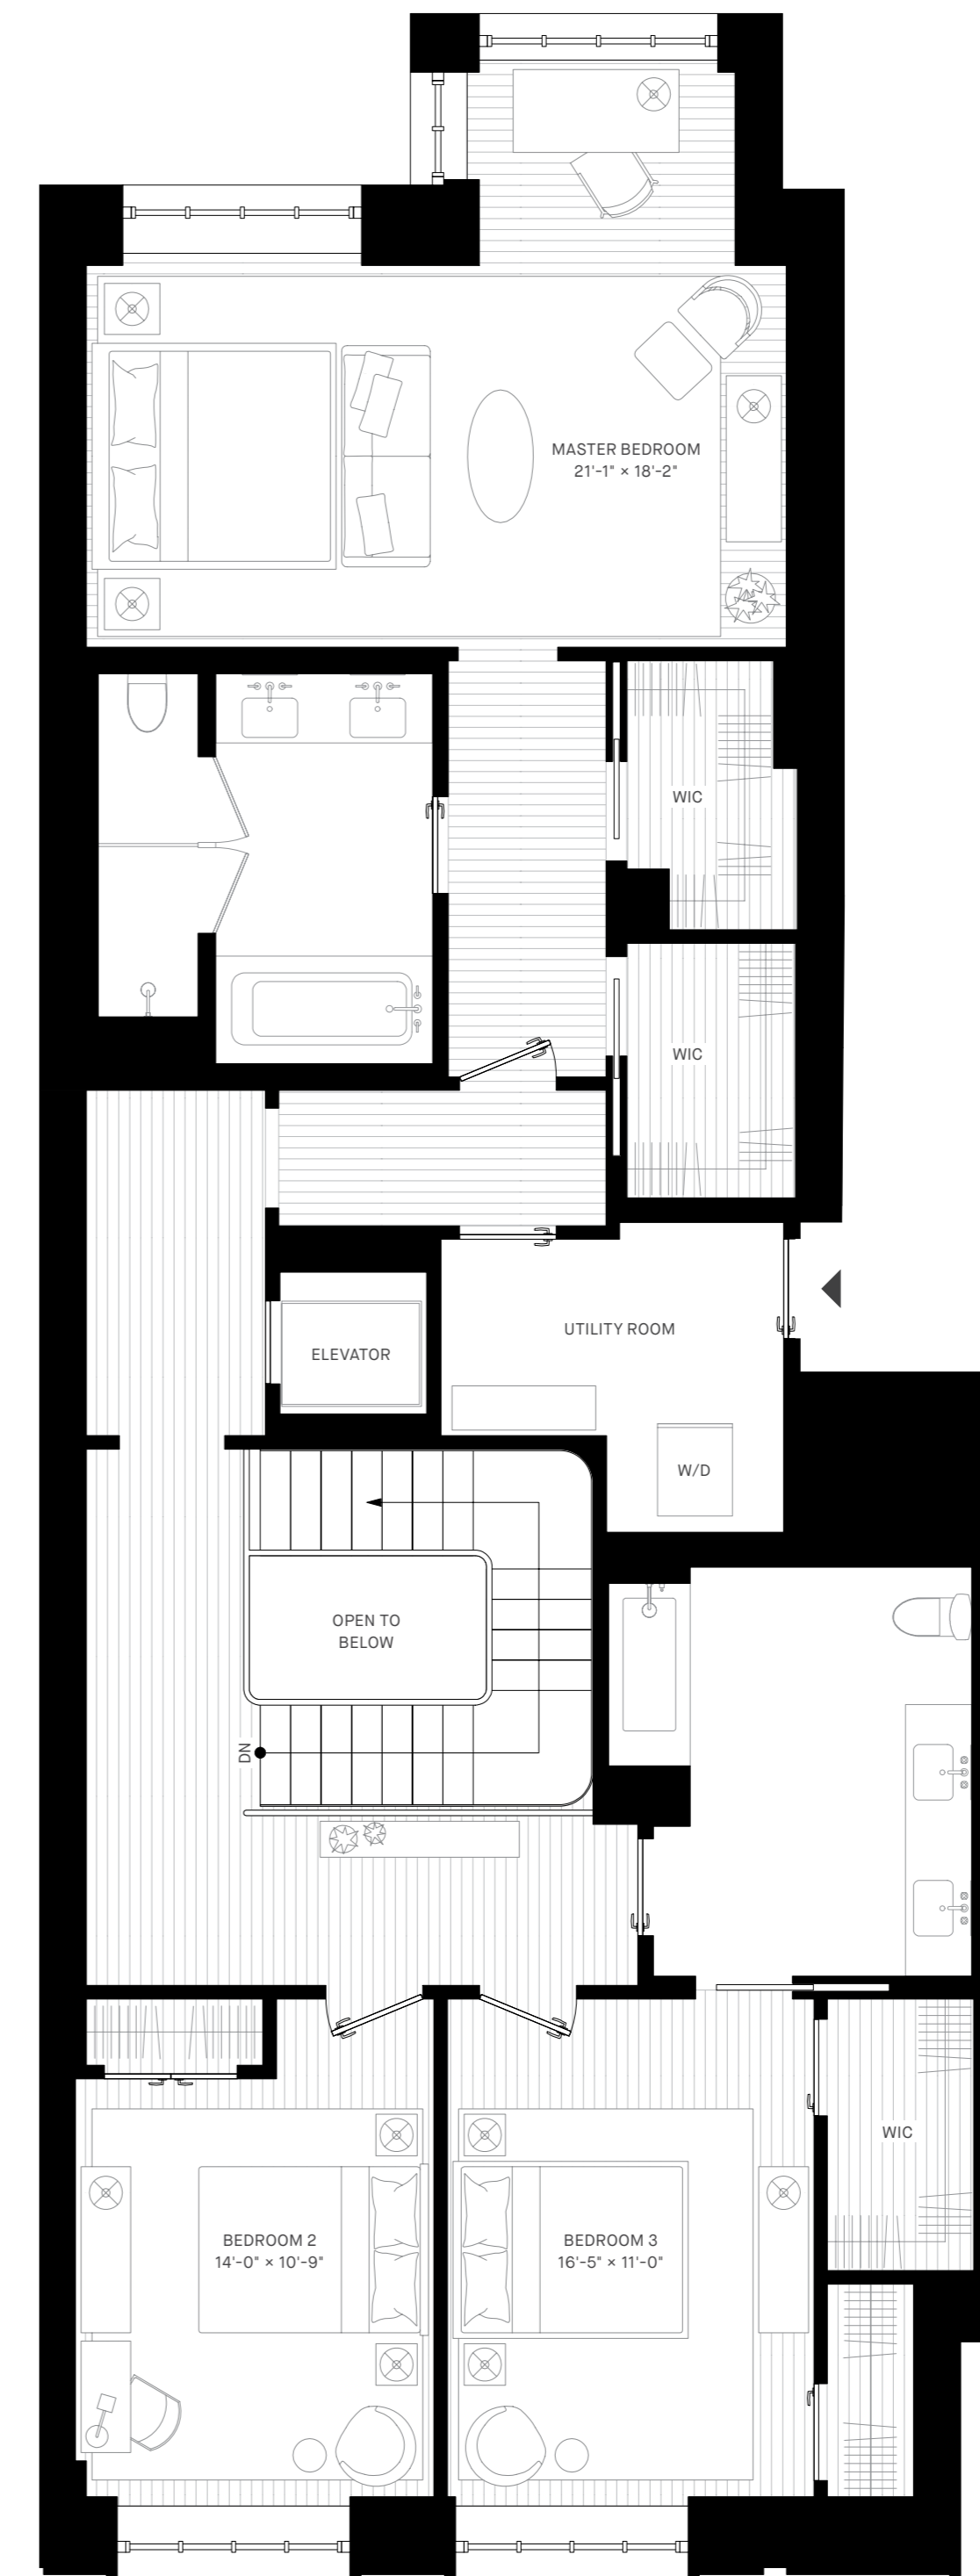 MASTER BEDROOM
21'-1" × 18'-2"
WIC
WIC
UTILITY ROOM
ELEVATOR
W/D
OPEN TO
BELOW
DN
WIC
BEDROOM 2
14'-0" × 10'-9"
BEDROOM 3
16'-5" × 11'-0"